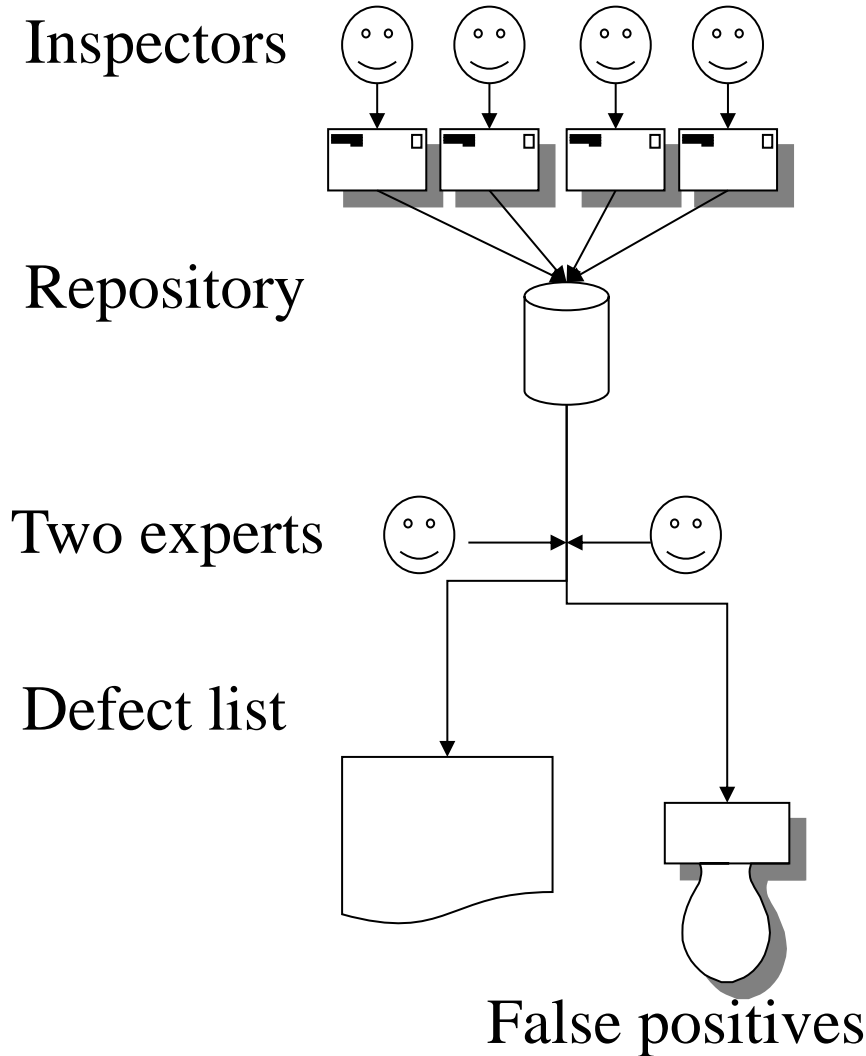 Inspectors
Repository
Two experts
Defect list
False positives